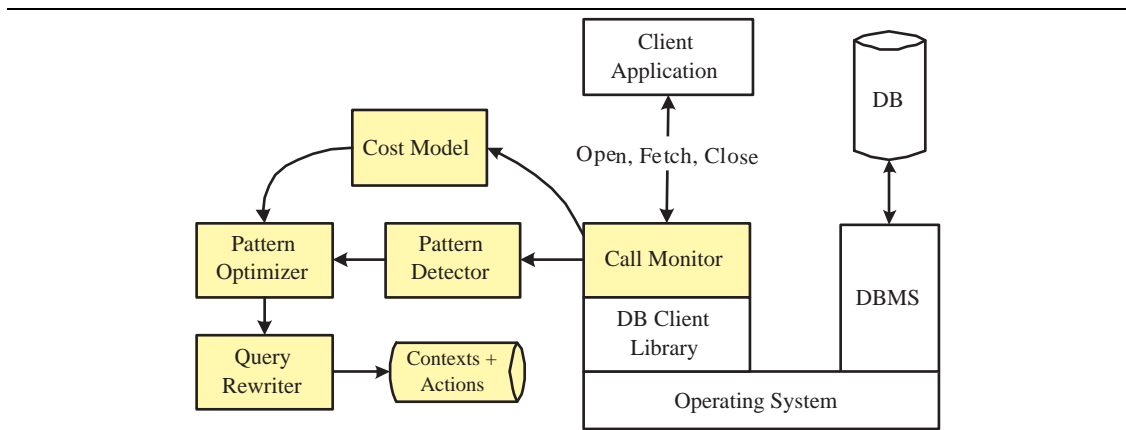 Client
Application
DB
Cost Model
Open, Fetch, Close
Pattern
Optimizer
Pattern
Detector
Call Monitor
DBMS
DB Client
Library
Query
Rewriter
Contexts +
Actions
Operating System